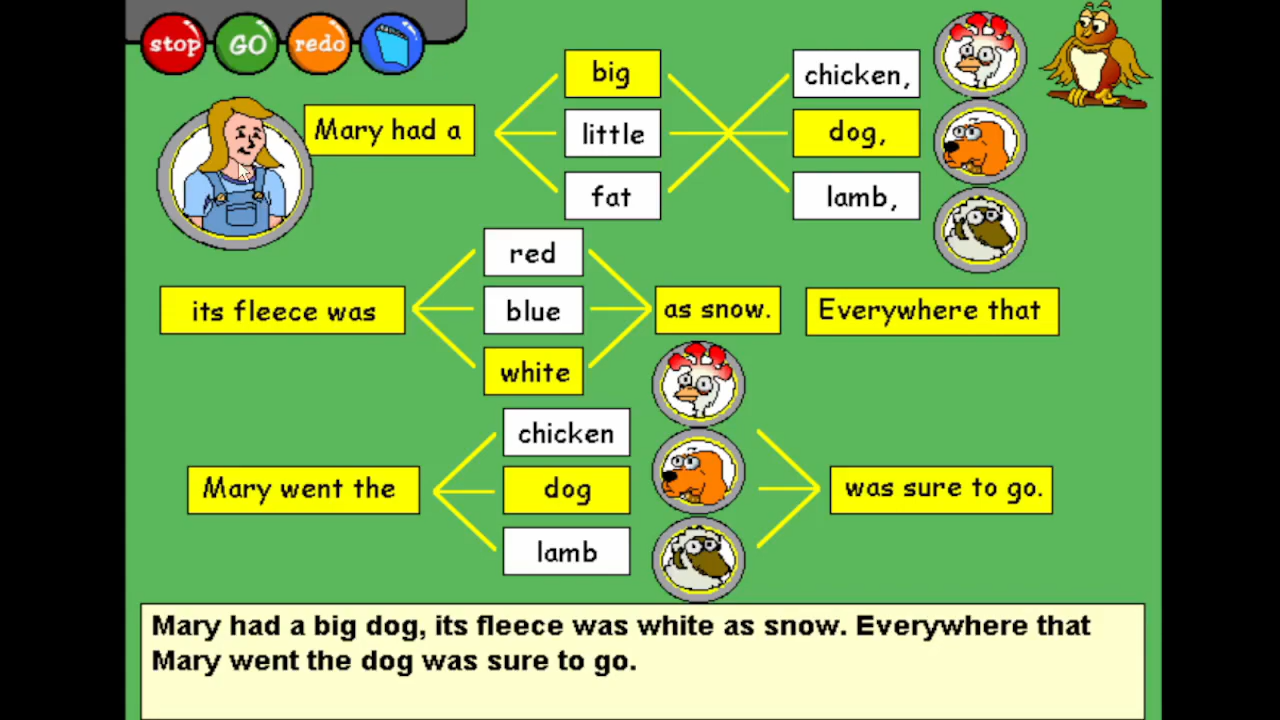 stop GO redo
big
chicken,
Mary had a
little
dog,
fat
lamb,
red
its fleece was
blue
as snow.
Everywhere that
white
chicken
Mary went the
dog
was sure to go.
lamb
Mary had a big dog, its fleece was white as snow. Everywhere that
Mary went the dog was sure to go.